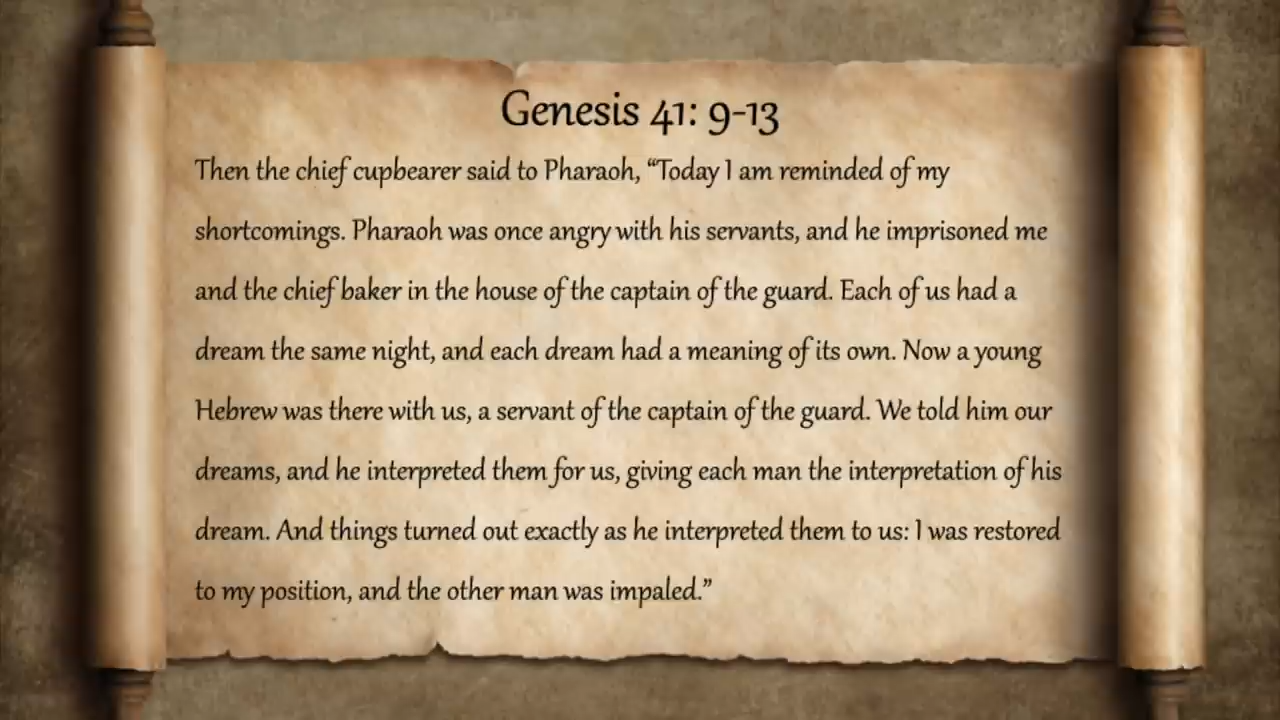 Genesis 41: 9-13
Then the chief cupbearer said to Pharaoh, “Today I am reminded of my
shortcomings. Pharaoh was once angry with his servants, and he imprisoned me
and the chief baker in the house of the captain of the guard. Each of us had a
dream the same night, and each dream had a meaning of its own. Now a young
Hebrew was there with us, a servant of the captain of the guard. We told him our
dreams, and he interpreted them for us, giving each man the interpretation of his
dream. And things turned out exactly as he interpreted them to us: I was restored
to my position, and the other man was impaled.”